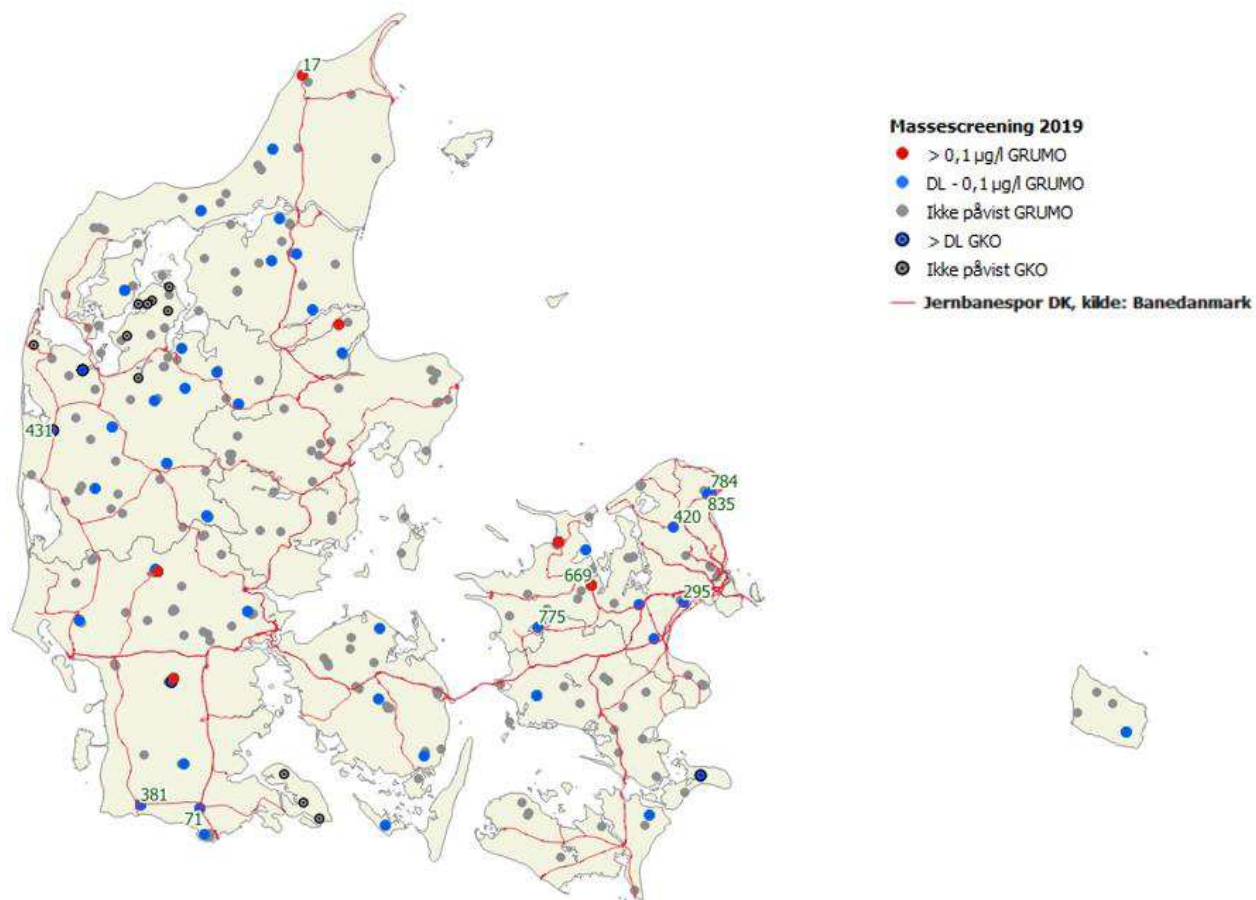 17
Massescreening 2019
> 0,1 µg/l GRUMO
DL - 0,1 µg/l GRUMO
Ikke påvist GRUMO
> DL GKO
Ikke påvist GKO
Jernbanespor DK, kilde: Banedanmark
431
784
835
420
669
295
775
381
71